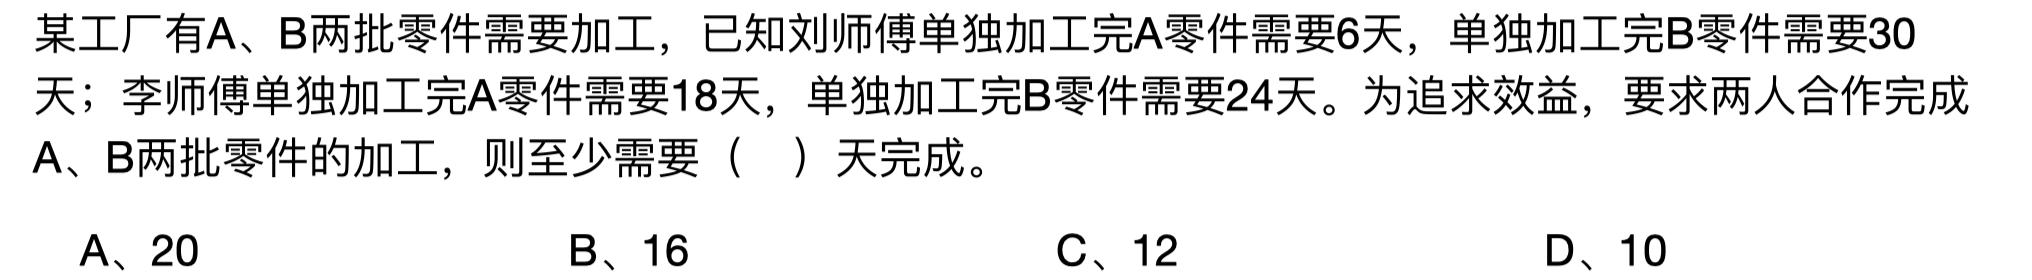 某工厂有A、B两批零件需要加工，已知刘师傅单独加工完A零件需要6天，单独加工完B零件需要30
天；李师傅单独加工完A零件需要18天，单独加工完B零件需要24天。为追求效益，要求两人合作完成
A、B两批零件的加工，则至少需要（　）天完成。
A、20　B、16　C、12　D、10